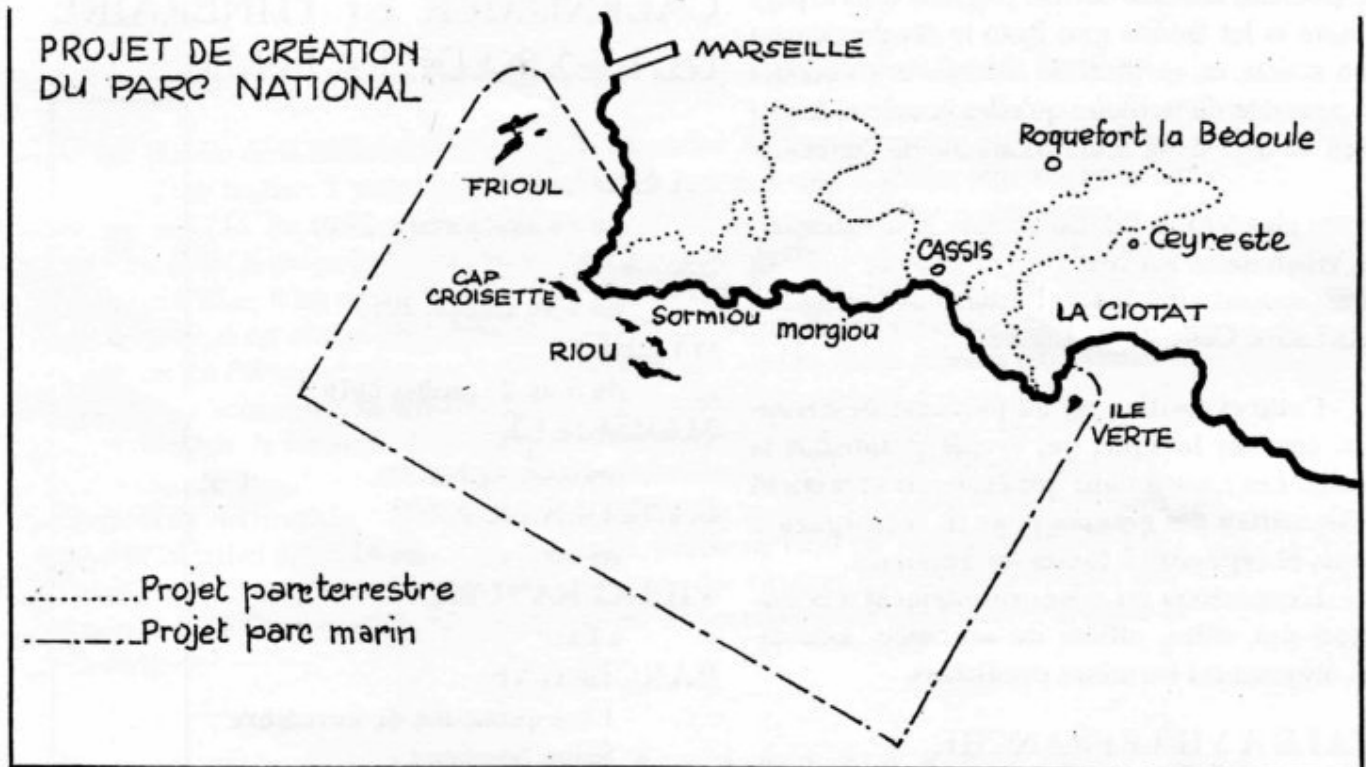 PROJET DE CRÉATION
DU PARC NATIONAL
MARSEILLE
Roquefort la Bédoule
FRIOUL
Ceyreste
CASSIS
CAP
CROISETTE
Sormiou
morgiou
LA CIOTAT
RIOU
ILE
VERTE
Projet parc terrestre
Projet parc marin